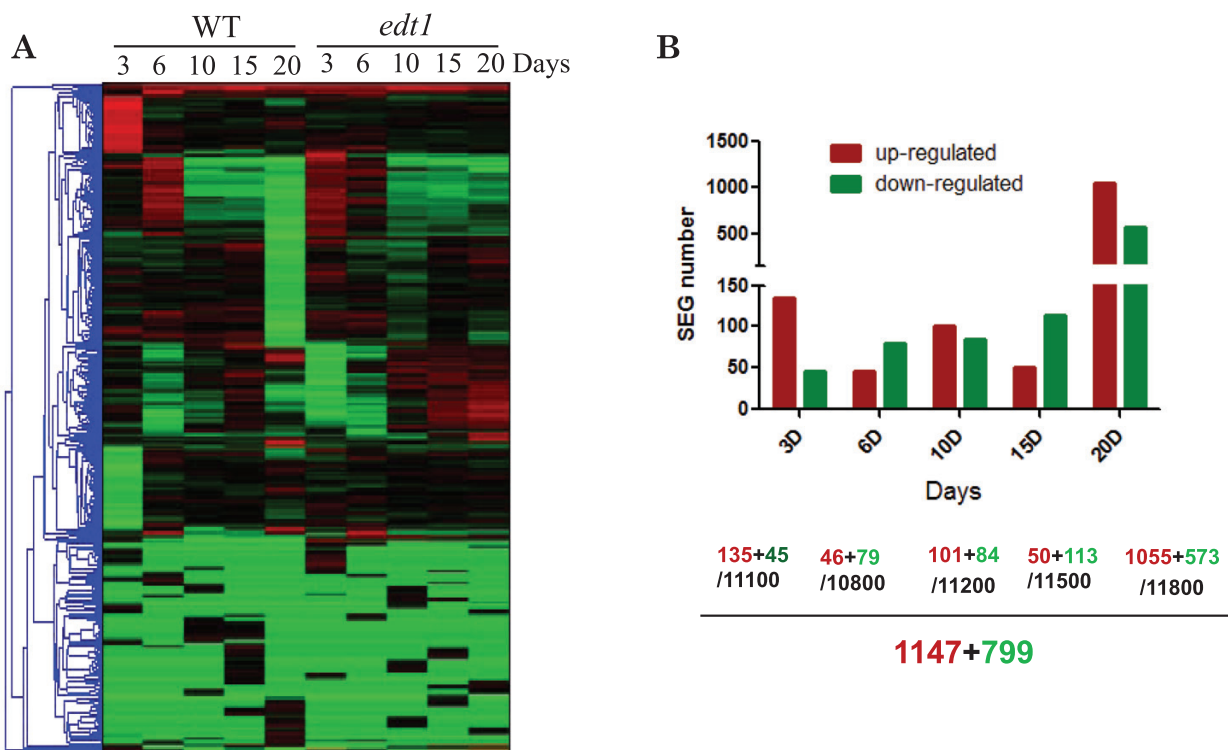 A
WT edt1
3 6 10 15 20 3 6 10 15 20 Days
B
1500
1000
500
150
100
50
0
SEG number
up-regulated
down-regulated
3D 6D 10D 15D 20D
Days
135+45 46+79 101+84 50+113 1055+573
/11100 /10800 /11200 /11500 /11800
1147+799